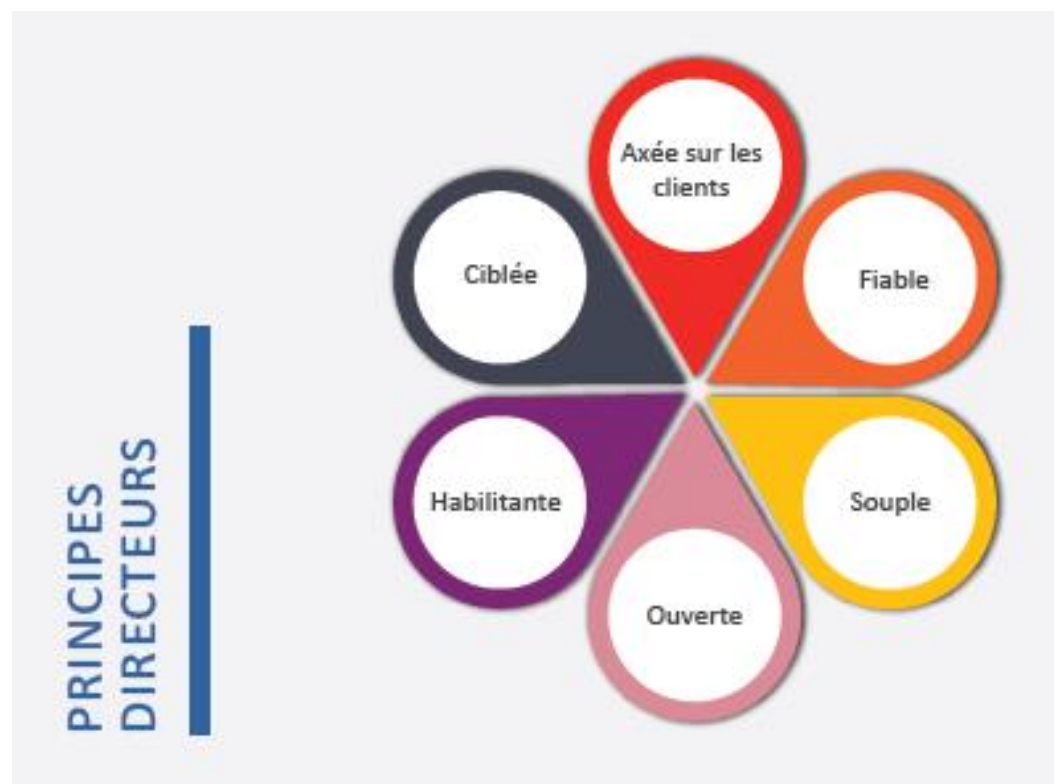 PRINCIPES
DIRECTEURS
Axée sur les
clients
Fiable
Souple
Ouverte
Habilitante
Ciblée